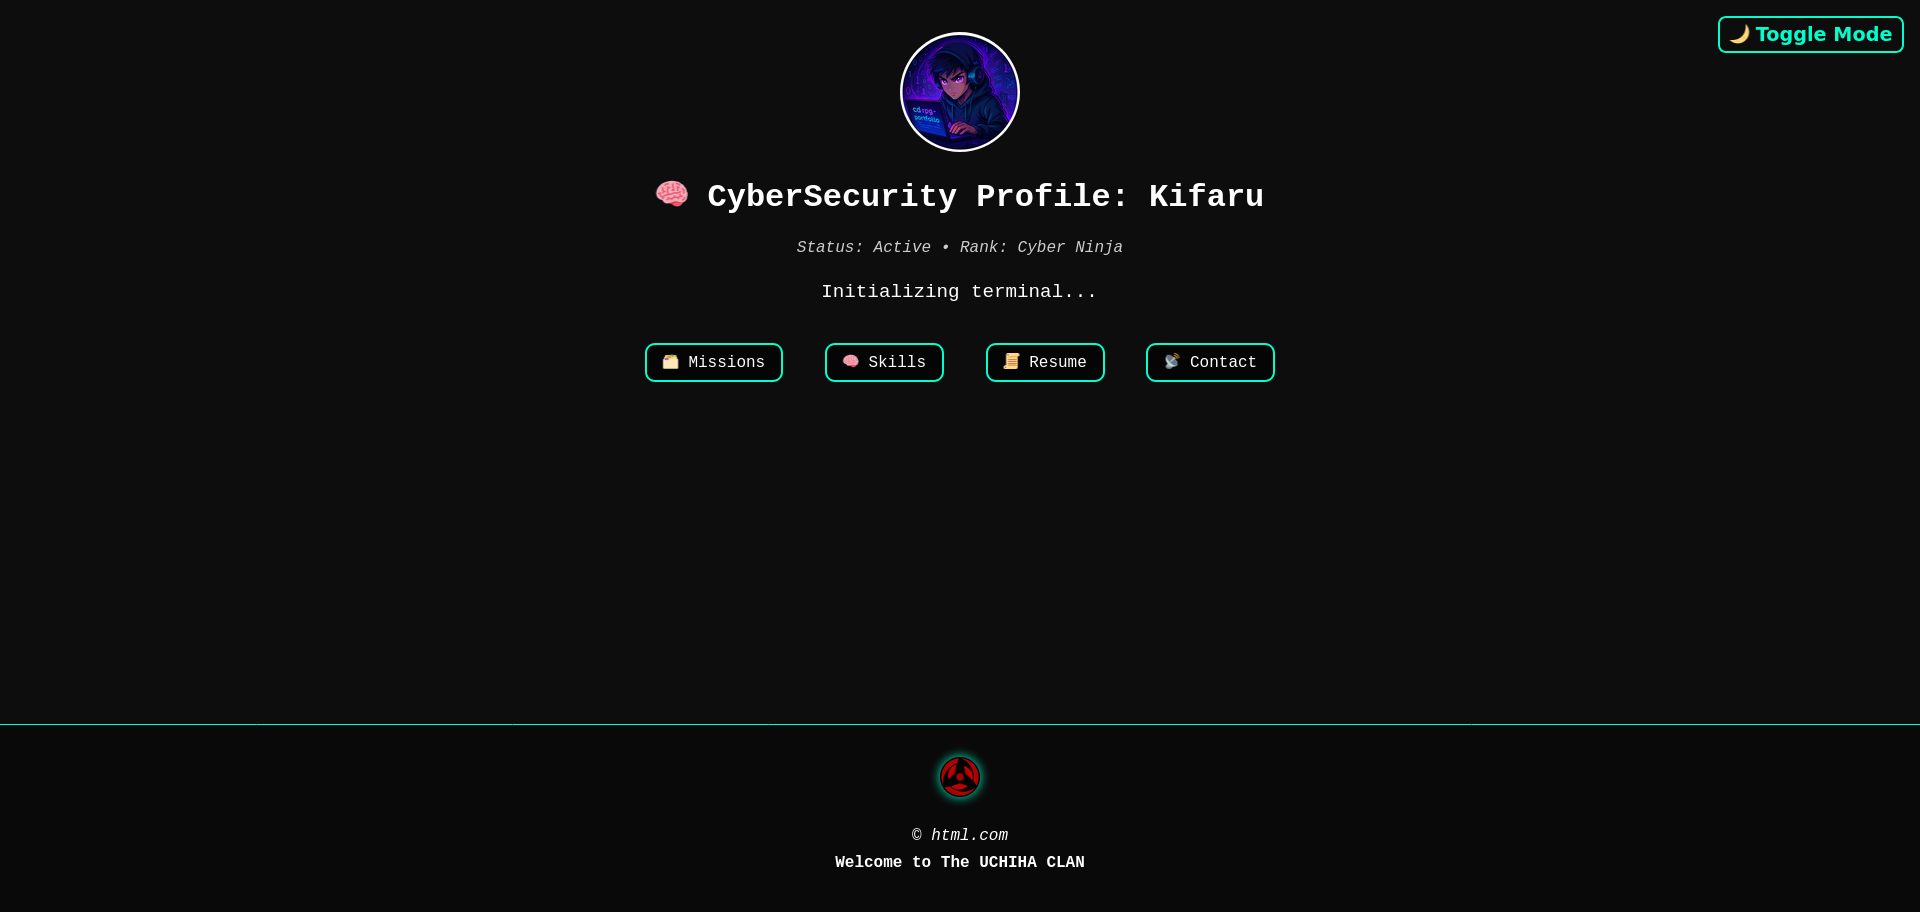 🌙 Toggle Mode
cd rpg-
portfolio
🧠 CyberSecurity Profile: Kifaru
Status: Active • Rank: Cyber Ninja
Initializing terminal...
🗂️ Missions
🧠 Skills
📜 Resume
📡 Contact
© html.com
Welcome to The UCHIHA CLAN